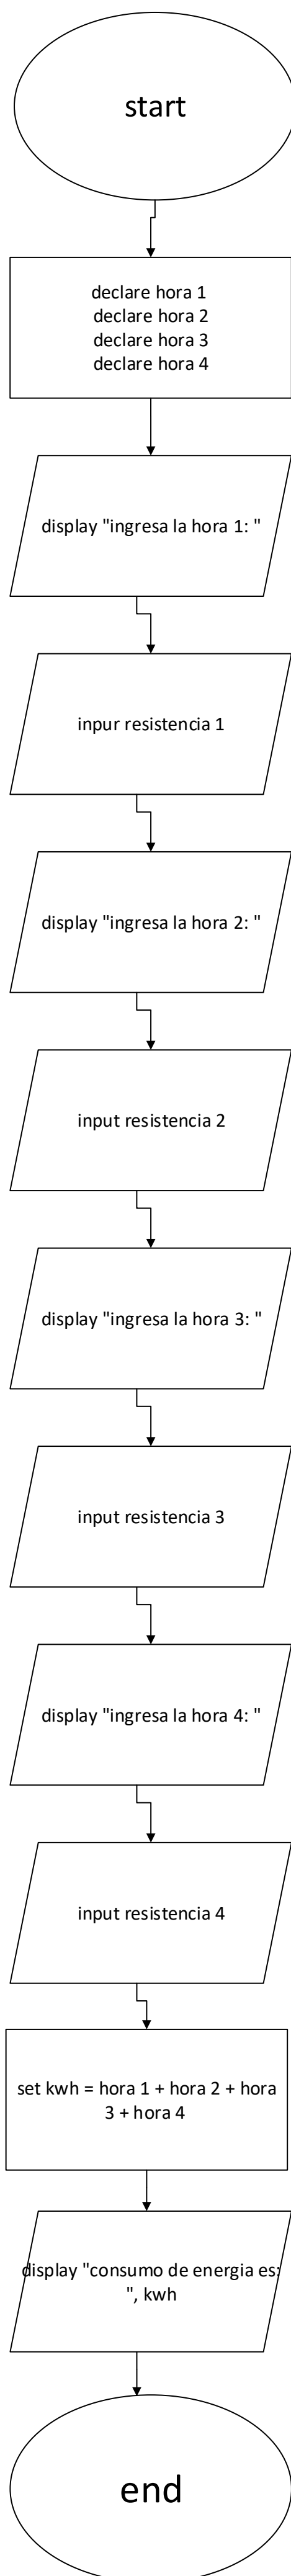 start
declare hora 1
declare hora 2
declare hora 3
declare hora 4
display "ingresa la hora 1: "
inpur resistencia 1
display "ingresa la hora 2: "
input resistencia 2
display "ingresa la hora 3: "
input resistencia 3
display "ingresa la hora 4: "
input resistencia 4
set kwh = hora 1 + hora 2 + hora
3 + hora 4
display "consumo de energia es:
", kwh
end